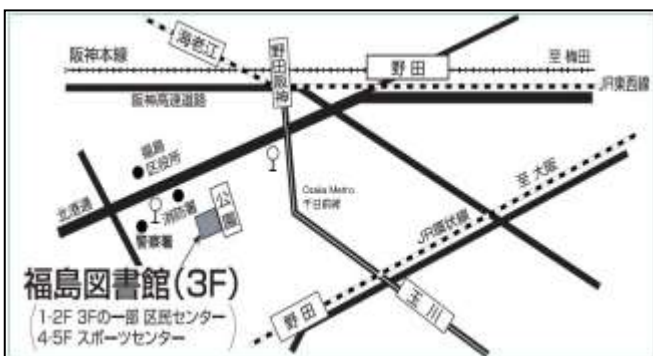 海老江
阪神本線
野田阪神
野田
至 梅田
阪神高速道路
JR東西線
福島
区役所
Osaka Metro
千日前線
至 大阪
JR環状線
北港通
消防署
公園
警察署
福島図書館(3F)
(1-2F 3Fの一部 区民センター
4-5F スポーツセンター)
野田
玉川